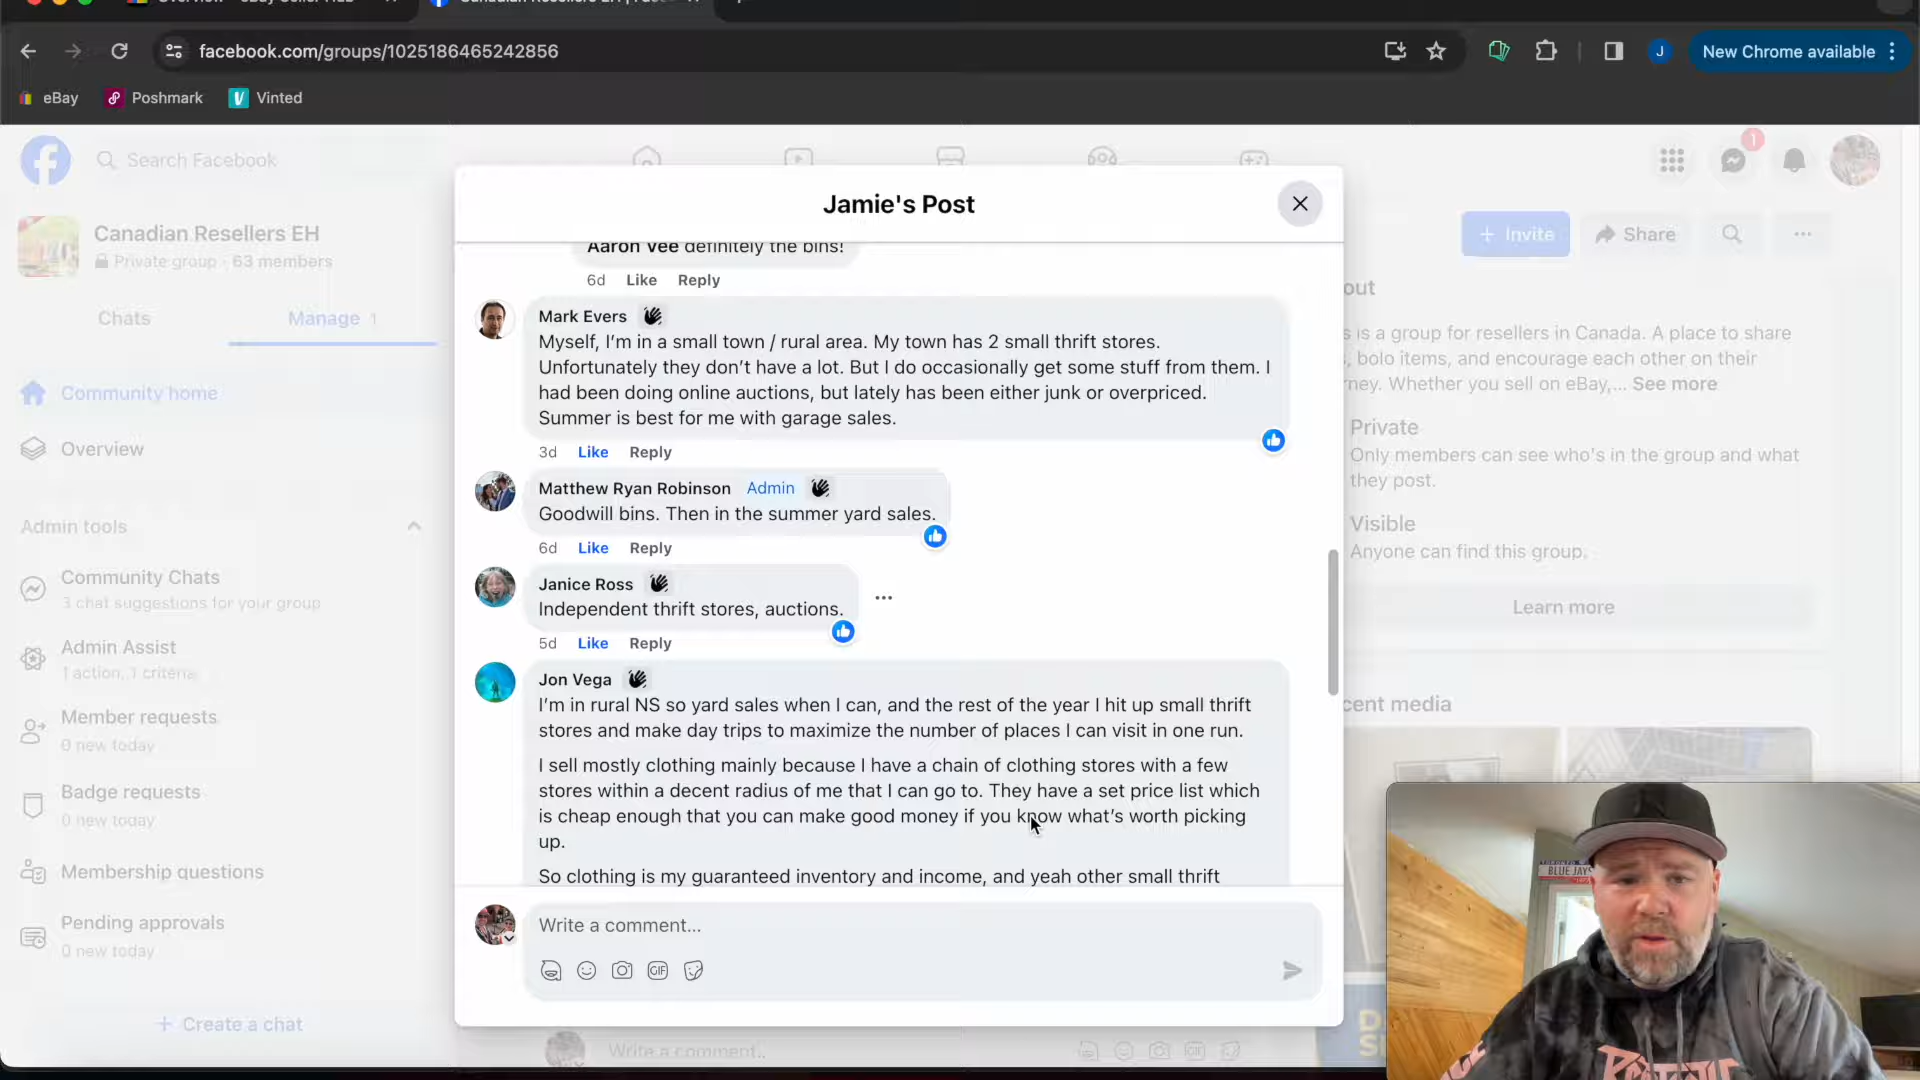 facebook.com/groups/1025186465242856
New Chrome available
J
eBay
Poshmark
Vinted
Search Facebook
1
Jamie's Post
Canadian Resellers EH
Private group · 63 members
Invite
Share
Chats
Manage 1
Community home
Overview
Admin tools
Community Chats
3 chat suggestions for your group
Admin Assist
1 action, 1 criteria
Member requests
0 new today
Badge requests
0 new today
Membership questions
Pending approvals
0 new today
+ Create a chat
Aaron Vee definitely the bins!
6d Like Reply
Mark Evers
Myself, I'm in a small town / rural area. My town has 2 small thrift stores.
Unfortunately they don't have a lot. But I do occasionally get some stuff from them. I
had been doing online auctions, but lately has been either junk or overpriced.
Summer is best for me with garage sales.
3d Like Reply
Matthew Ryan Robinson Admin
Goodwill bins. Then in the summer yard sales.
6d Like Reply
Janice Ross
Independent thrift stores, auctions.
5d Like Reply
Jon Vega
I'm in rural NS so yard sales when I can, and the rest of the year I hit up small thrift
stores and make day trips to maximize the number of places I can visit in one run.
I sell mostly clothing mainly because I have a chain of clothing stores with a few
stores within a decent radius of me that I can go to. They have a set price list which
is cheap enough that you can make good money if you know what's worth picking
up.
So clothing is my guaranteed inventory and income, and yeah other small thrift
Write a comment...
GIF
Write a comment...
GIF
out
s is a group for resellers in Canada. A place to share
, bolo items, and encourage each other on their
rney. Whether you sell on eBay,... See more
Private
Only members can see who's in the group and what
they post.
Visible
Anyone can find this group.
Learn more
cent media
BLUE JAYS